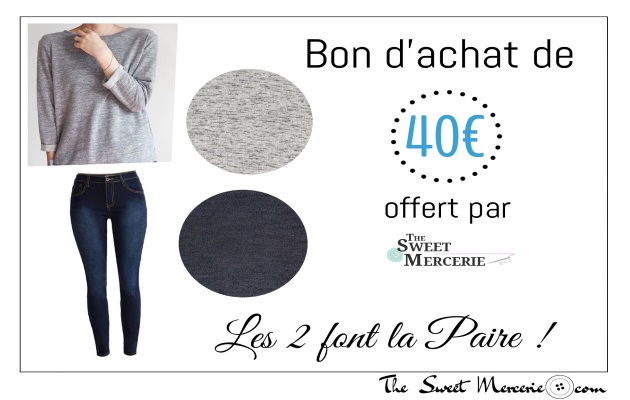 Bon d'achat de
40€
offert par
THE
SWEET
MERCERIE
Les 2 font la Paire !
The Sweet Mercerie.com